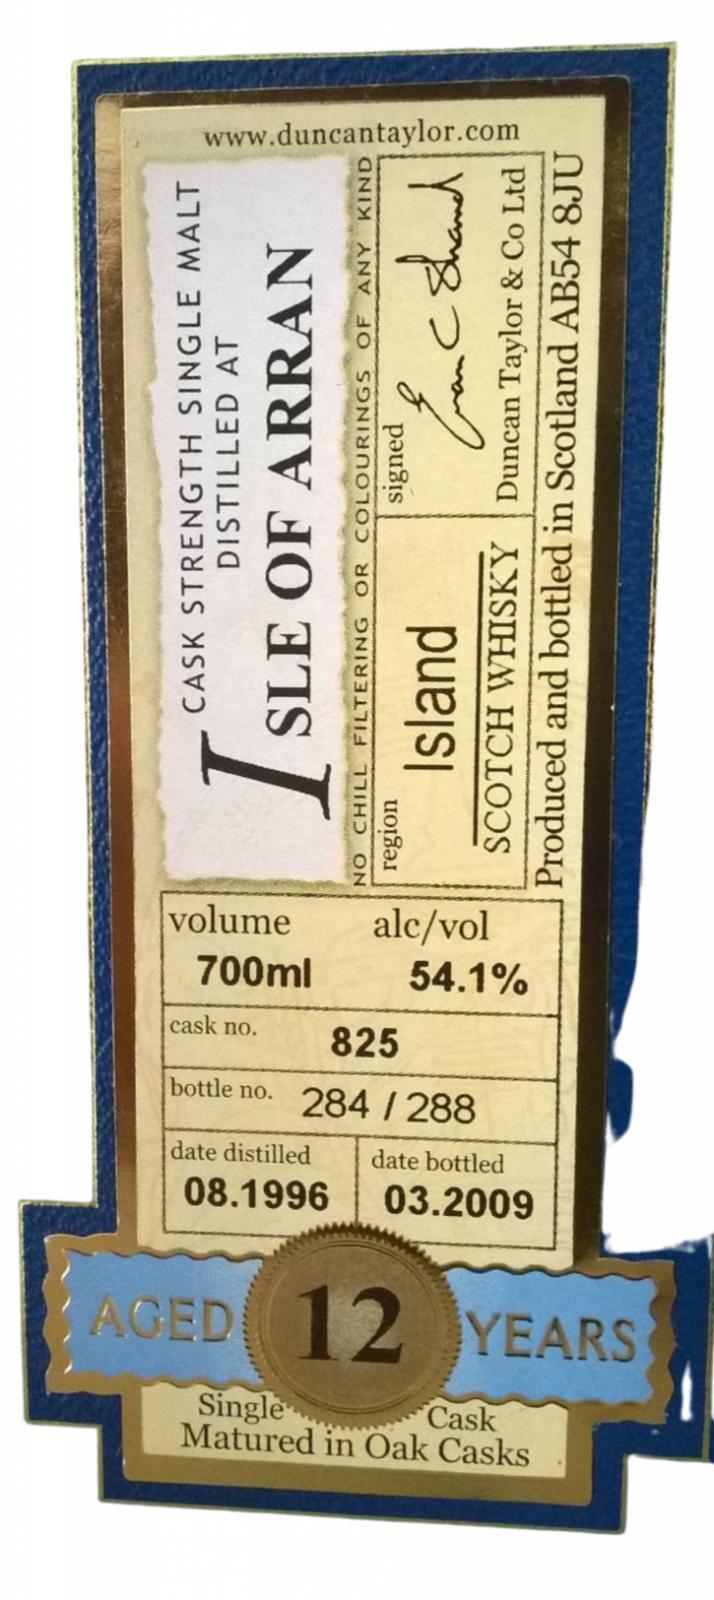 www.duncantaylor.com
CASK STRENGTH SINGLE MALT
DISTILLED AT
ISLE OF ARRAN
NO CHILL FILTERING OR COLOURINGS OF ANY KIND
region
Island
SCOTCH WHISKY
signed
Euan C Shand
Duncan Taylor & Co Ltd
Produced and bottled in Scotland AB54 8JU
volume alc/vol
700ml 54.1%
cask no. 825
bottle no. 284 / 288
date distilled date bottled
08.1996 03.2009
AGED 12 YEARS
Single Cask
Matured in Oak Casks